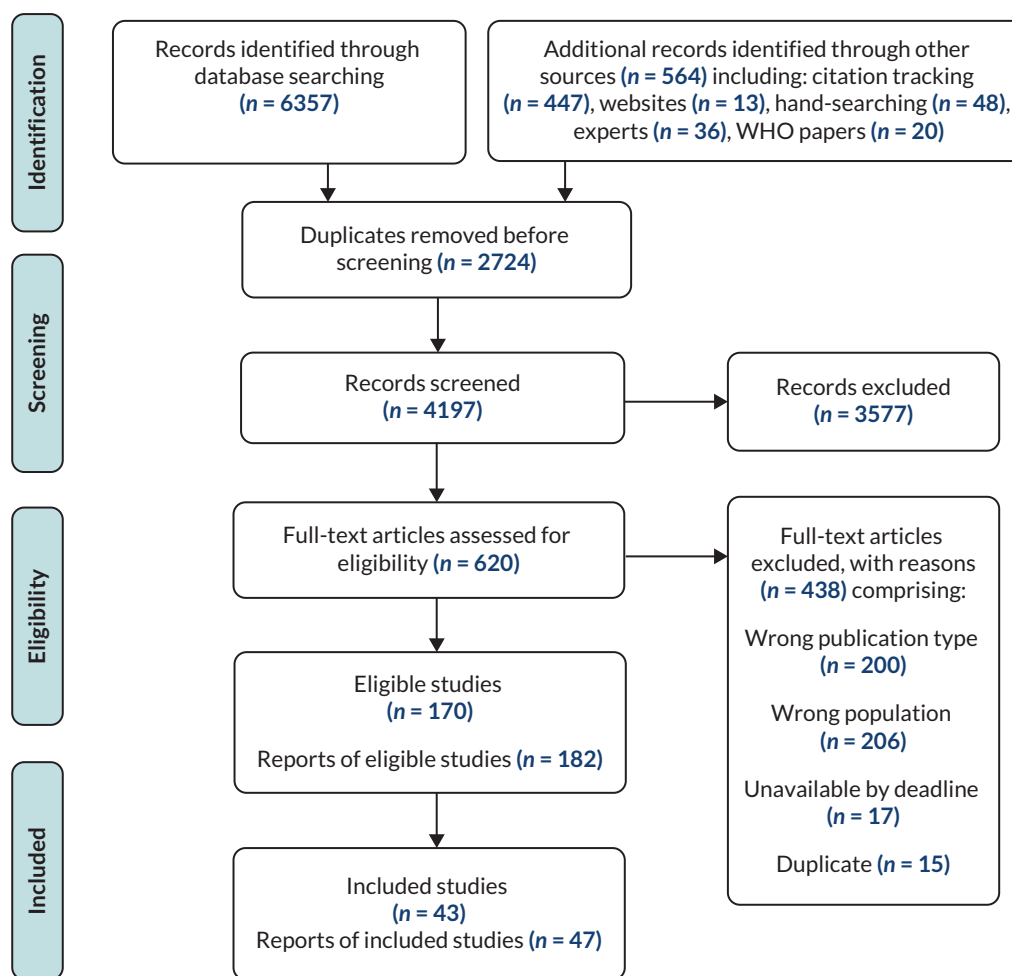 Identification
Records identified through
database searching
(n = 6357)
Additional records identified through other
sources (n = 564) including: citation tracking
(n = 447), websites (n = 13), hand-searching (n = 48),
experts (n = 36), WHO papers (n = 20)
Duplicates removed before
screening (n = 2724)
Screening
Records screened
(n = 4197)
Records excluded
(n = 3577)
Eligibility
Full-text articles assessed for
eligibility (n = 620)
Full-text articles
excluded, with reasons
(n = 438) comprising:
Wrong publication type
(n = 200)
Wrong population
(n = 206)
Unavailable by deadline
(n = 17)
Duplicate (n = 15)
Eligible studies
(n = 170)
Reports of eligible studies (n = 182)
Included
Included studies
(n = 43)
Reports of included studies (n = 47)